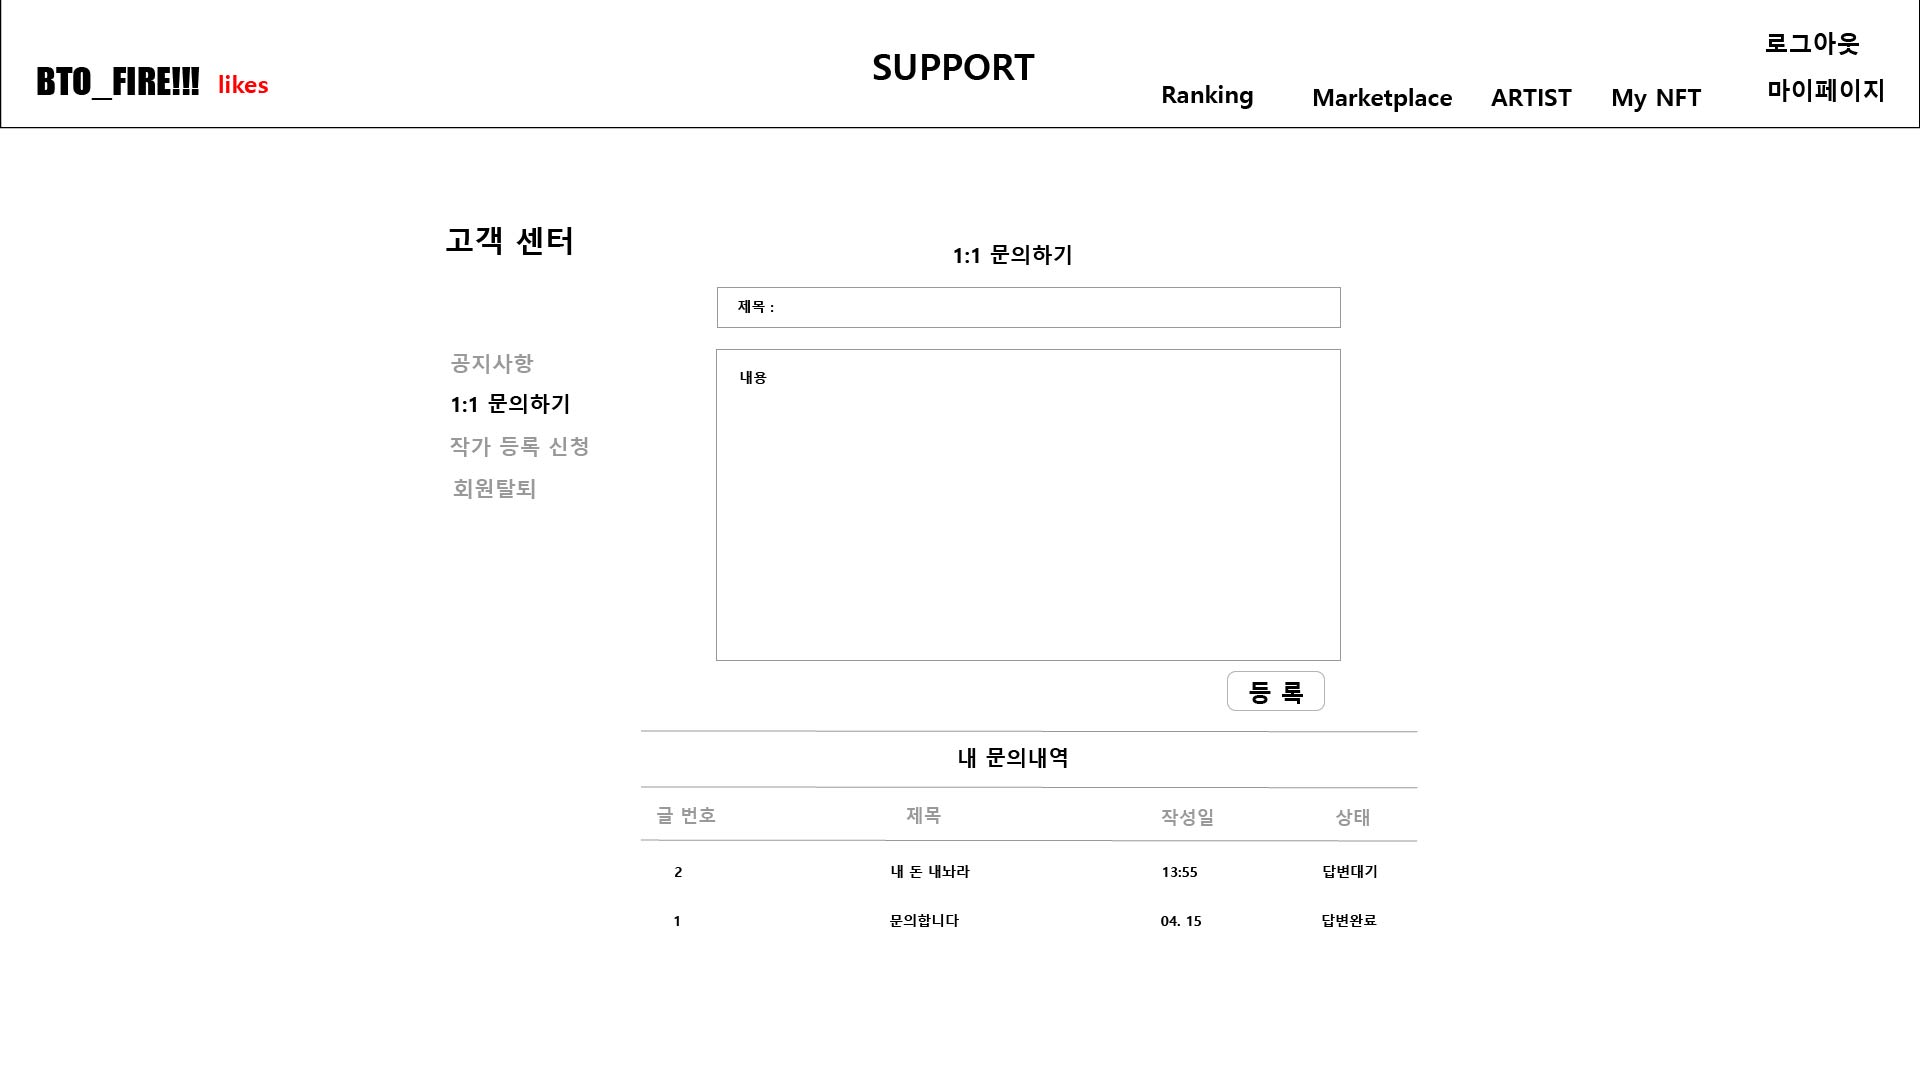 BTO_FIRE!!! likes
SUPPORT
Ranking
Marketplace
ARTIST
My NFT
로그아웃
마이페이지
고객 센터
공지사항
1:1 문의하기
작가 등록 신청
회원탈퇴
1:1 문의하기
제목 :
내용
등 록
내 문의내역
글 번호 제목 작성일 상태
2 내 돈 내놔라 13:55 답변대기
1 문의합니다 04. 15 답변완료